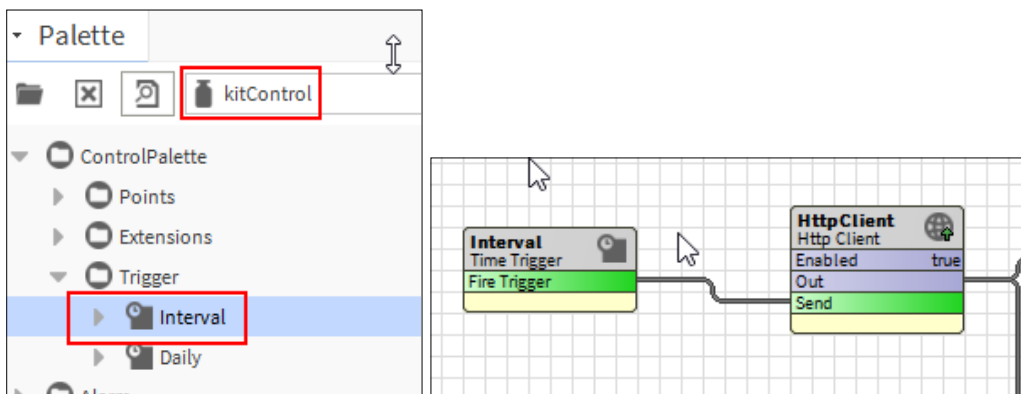 Palette
kitControl
ControlPalette
Points
Extensions
Trigger
Interval
Daily
Alarm
Interval
Time Trigger
Fire Trigger
HttpClient
Http Client
Enabled true
Out
Send